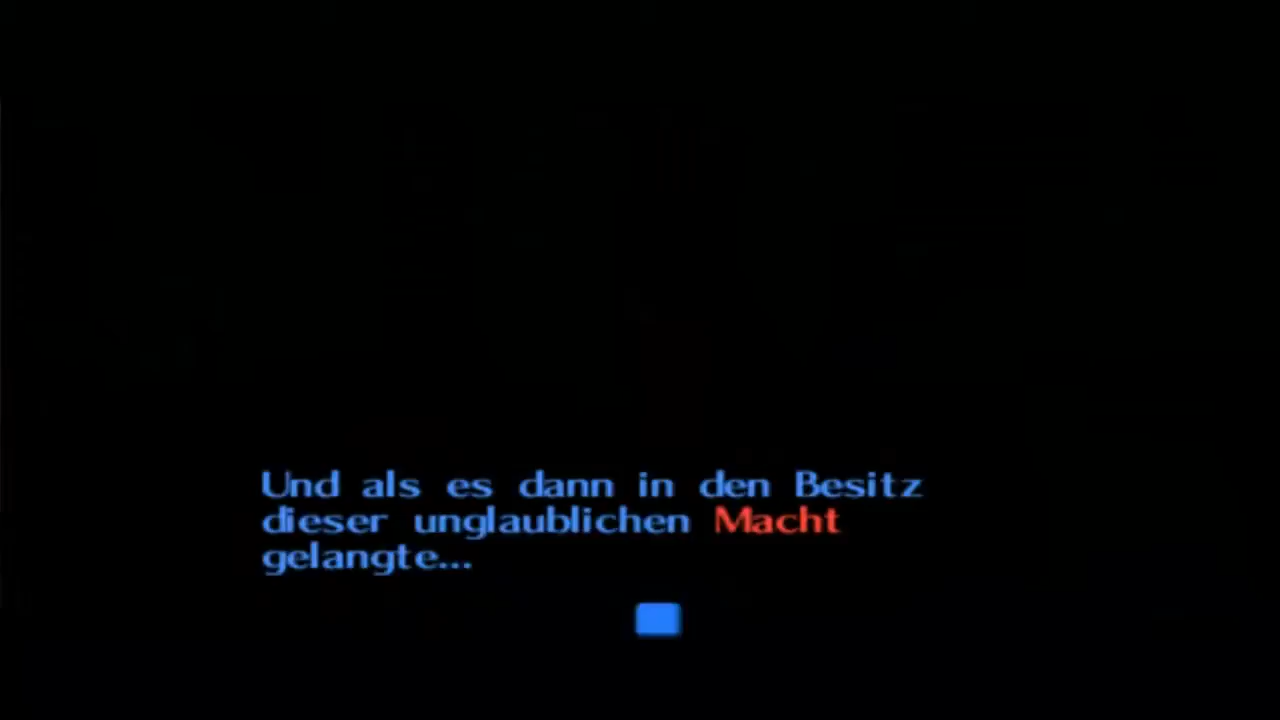 Und als es dann in den Besitz
dieser unglaublichen Macht
gelangte...